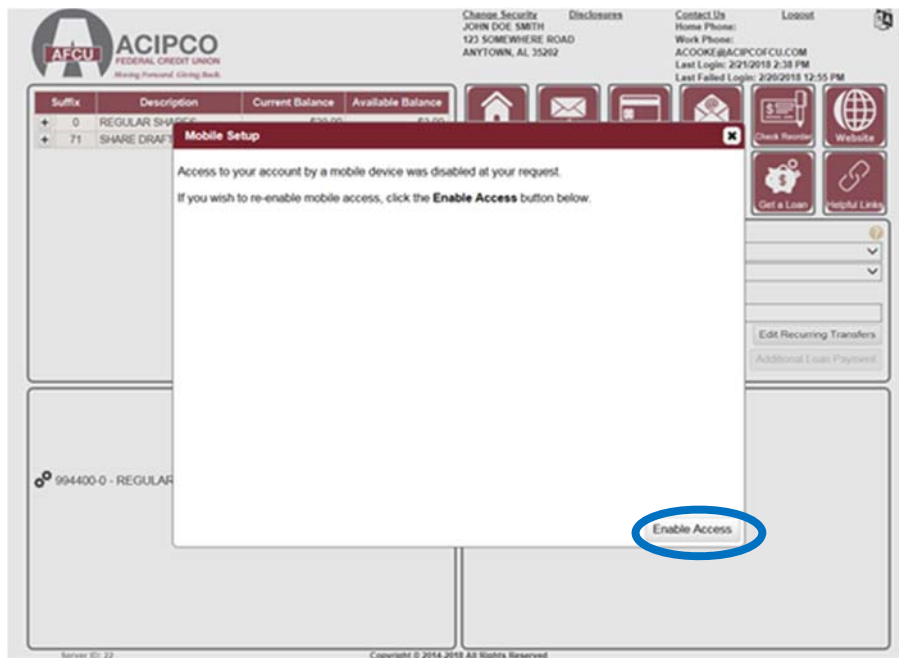 AFCU
ACIPCO
FEDERAL CREDIT UNION
Moving Forward. Giving Back.
Change Security Disclosures
JOHN DOE SMITH
123 SOMEWHERE ROAD
ANYTOWN, AL 35202
Contact Us Logout
Home Phone:
Work Phone:
ACOOKE@ACIPCOFCU.COM
Last Login: 2/21/2018 2:38 PM
Last Failed Login: 2/20/2018 12:55 PM
Suffix Description Current Balance Available Balance
+ 0 REGULAR SHARES
+ 71 SHARE DRAFT
Check Reorder
Website
Get a Loan
Helpful Links
Mobile Setup
Access to your account by a mobile device was disabled at your request.
If you wish to re-enable mobile access, click the Enable Access button below.
Enable Access
Edit Recurring Transfers
Additional Loan Payment
994400-0 - REGULAR
Server ID: 22
Copyright © 2014-2018 All Rights Reserved